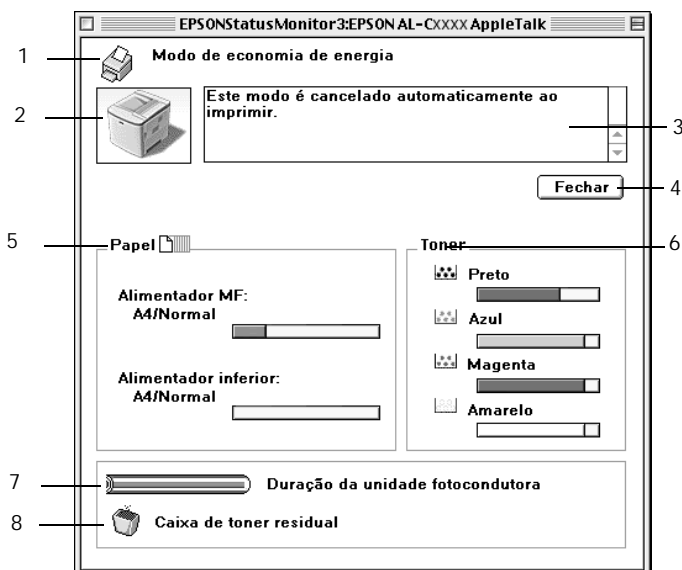 EPSONStatusMonitor3:EPSON AL-CXXXX AppleTalk
1
Modo de economia de energia
2
Este modo é cancelado automaticamente ao
imprimir.
3
Fechar
4
5
Papel
Toner
6
Preto
Alimentador MF:
A4/Normal
Azul
Magenta
Alimentador inferior:
A4/Normal
Amarelo
7
Duração da unidade fotocondutora
8
Caixa de toner residual